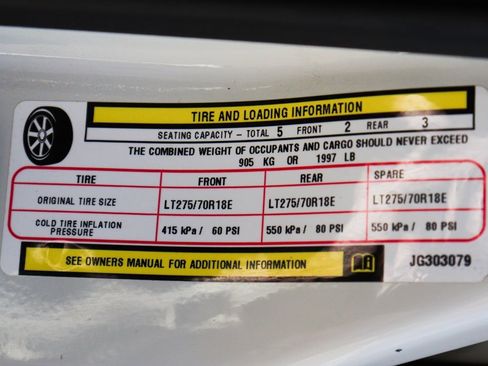 TIRE AND LOADING INFORMATION
SEATING CAPACITY - TOTAL 5 FRONT 2 REAR 3
THE COMBINED WEIGHT OF OCCUPANTS AND CARGO SHOULD NEVER EXCEED
905 KG OR 1997 LB
TIRE FRONT REAR SPARE
ORIGINAL TIRE SIZE LT275/70R18E LT275/70R18E LT275/70R18E
COLD TIRE INFLATION
PRESSURE 415 kPa / 60 PSI 550 kPa / 80 PSI 550 kPa / 80 PSI
SEE OWNERS MANUAL FOR ADDITIONAL INFORMATION JG303079